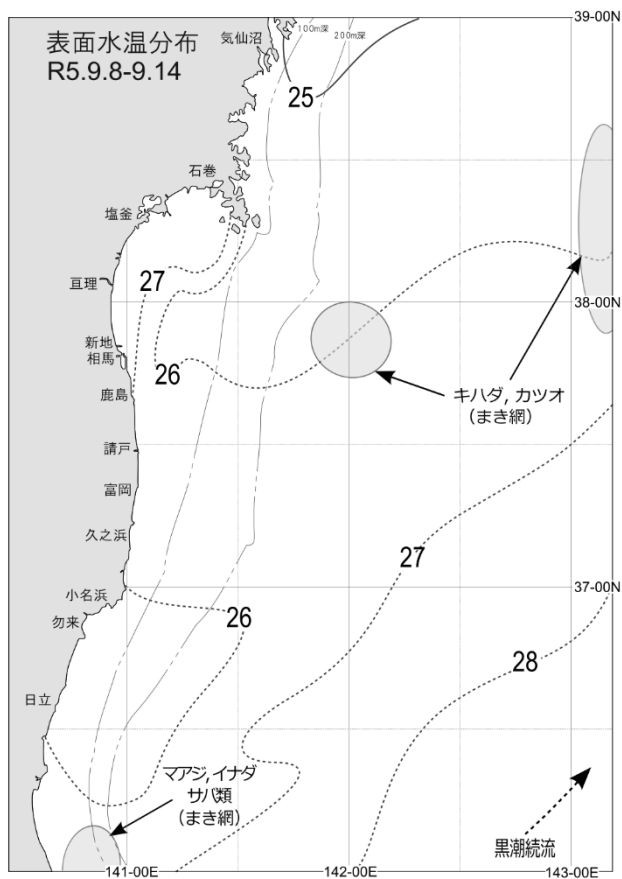 表面水温分布
R5.9.8-9.14
気仙沼
100m深
200m深
39-00N
25
石巻
塩釜
27
亘理
38-00N
新地
相馬
26
鹿島
キハダ, カツオ
(まき網)
請戸
富岡
久之浜
27
37-00N
小名浜
勿来
26
28
日立
マアジ, イナダ
サバ類
(まき網)
黒潮続流
141-00E
142-00E
143-00E